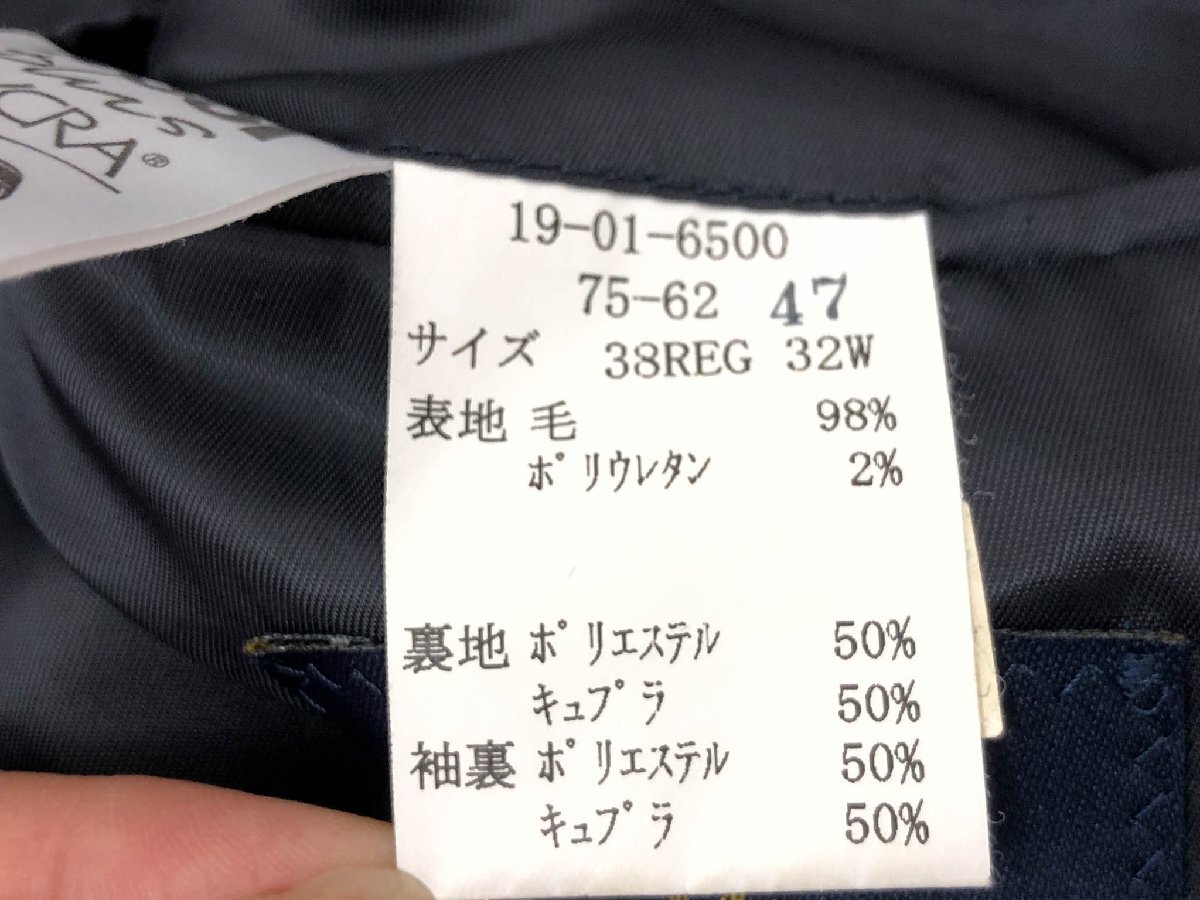 plus
LYCRA®
19-01-6500
75-62 47
サイズ 38REG 32W
表地 毛 98%
ポリウレタン 2%
裏地 ポリエステル 50%
キュプラ 50%
袖裏 ポリエステル 50%
キュプラ 50%